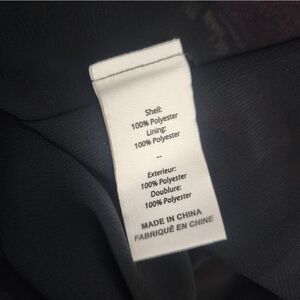 Shell:
100% Polyester
Lining:
100% Polyester
--
Exterieur:
100% Polyester
Doublure:
100% Polyester
MADE IN CHINA
FABRIQUÉ EN CHINE